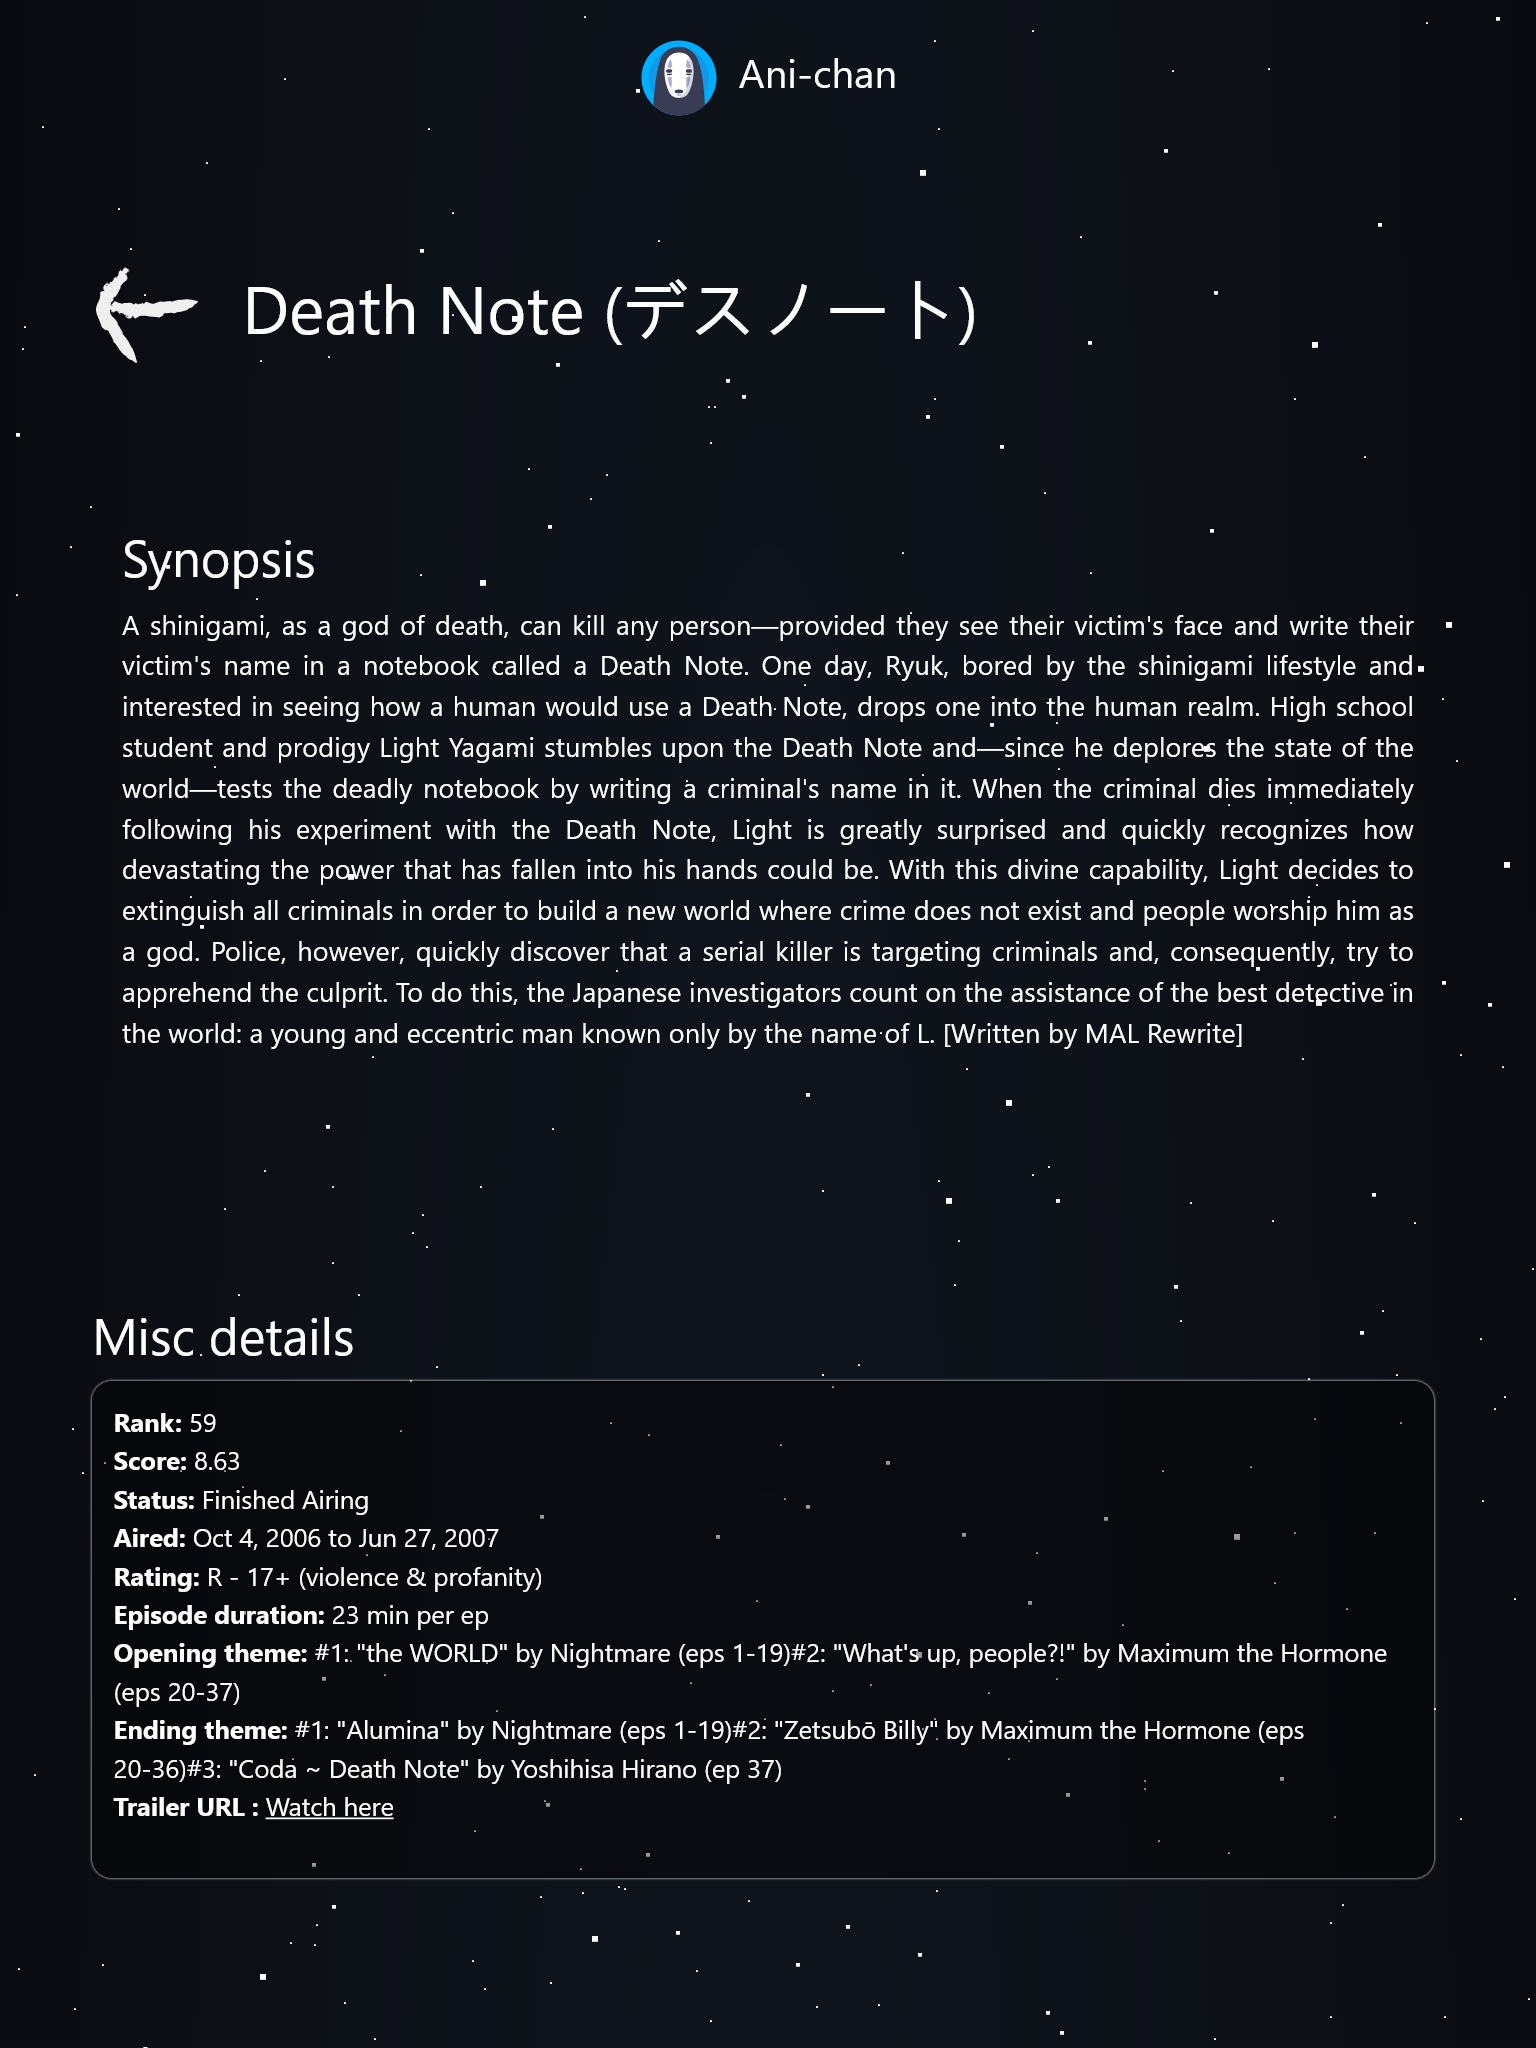 Ani-chan
Death Note (デスノート)
Synopsis
A shinigami, as a god of death, can kill any person—provided they see their victim's face and write their
victim's name in a notebook called a Death Note. One day, Ryuk, bored by the shinigami lifestyle and
interested in seeing how a human would use a Death Note, drops one into the human realm. High school
student and prodigy Light Yagami stumbles upon the Death Note and—since he deplores the state of the
world—tests the deadly notebook by writing a criminal's name in it. When the criminal dies immediately
following his experiment with the Death Note, Light is greatly surprised and quickly recognizes how
devastating the power that has fallen into his hands could be. With this divine capability, Light decides to
extinguish all criminals in order to build a new world where crime does not exist and people worship him as
a god. Police, however, quickly discover that a serial killer is targeting criminals and, consequently, try to
apprehend the culprit. To do this, the Japanese investigators count on the assistance of the best detective in
the world: a young and eccentric man known only by the name of L. [Written by MAL Rewrite]
Misc details
Rank: 59
Score: 8.63
Status: Finished Airing
Aired: Oct 4, 2006 to Jun 27, 2007
Rating: R - 17+ (violence & profanity)
Episode duration: 23 min per ep
Opening theme: #1: "the WORLD" by Nightmare (eps 1-19)#2: "What's up, people?!" by Maximum the Hormone
(eps 20-37)
Ending theme: #1: "Alumina" by Nightmare (eps 1-19)#2: "Zetsubō Billy" by Maximum the Hormone (eps
20-36)#3: "Coda ~ Death Note" by Yoshihisa Hirano (ep 37)
Trailer URL : Watch here